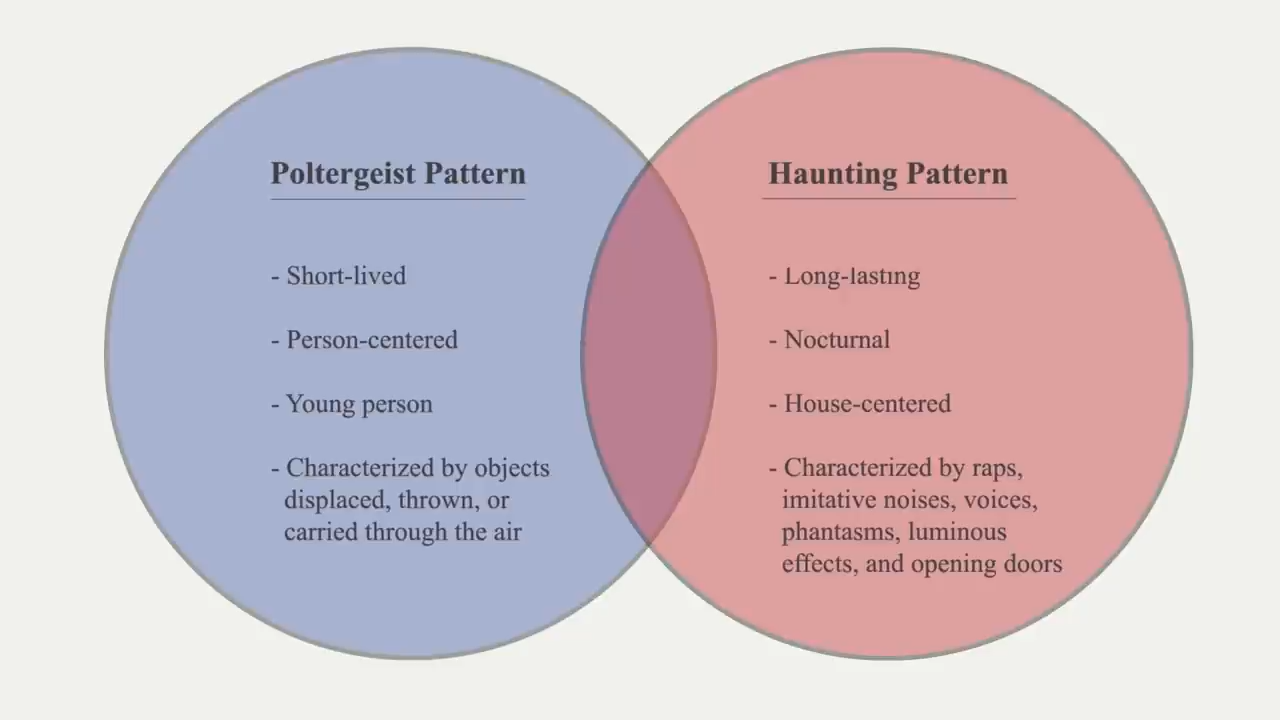 Poltergeist Pattern
- Short-lived
- Person-centered
- Young person
- Characterized by objects
displaced, thrown, or
carried through the air
Haunting Pattern
- Long-lasting
- Nocturnal
- House-centered
- Characterized by raps,
imitative noises, voices,
phantasms, luminous
effects, and opening doors